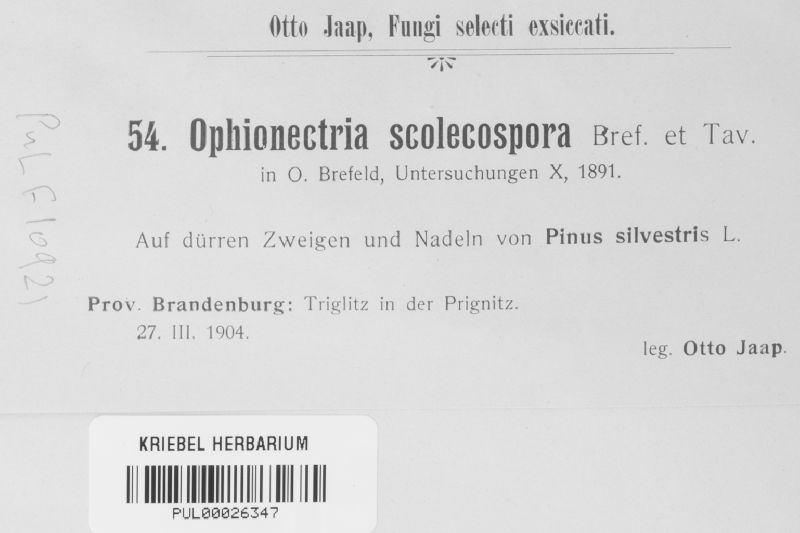 Otto Jaap, Fungi selecti exsiccati.
54. Ophionectria scolecospora Bref. et Tav.
in O. Brefeld, Untersuchungen X, 1891.
Auf dürren Zweigen und Nadeln von Pinus silvestris L.
Prov. Brandenburg: Triglitz in der Prignitz.
27. III. 1904.
leg. Otto Jaap.
PUL F10921
KRIEBEL HERBARIUM
PUL00026347